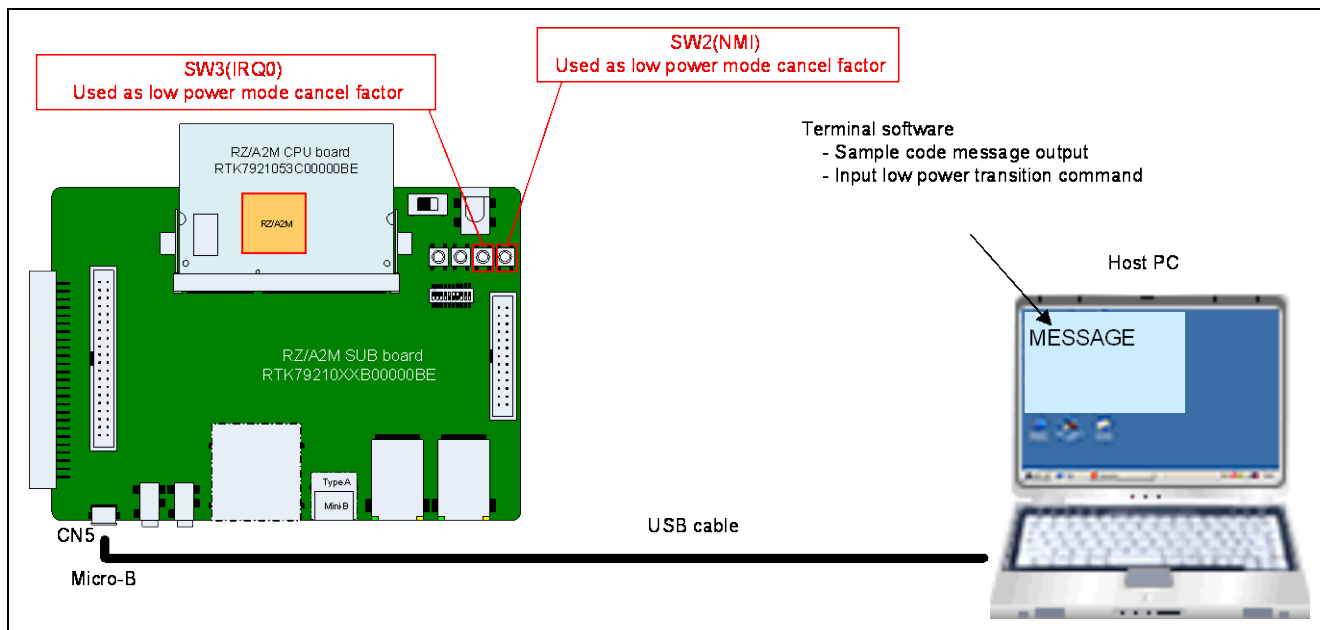 SW3(IRQ0)
Used as low power mode cancel factor
SW2(NMI)
Used as low power mode cancel factor
RZ/A2M CPU board
RTK7921053C00000BE
RZ/A2M
Terminal software
- Sample code message output
- Input low power transition command
Host PC
MESSAGE
RZ/A2M SUB board
RTK79210XXB00000BE
Type A
Mini-B
CN5
USB cable
Micro-B